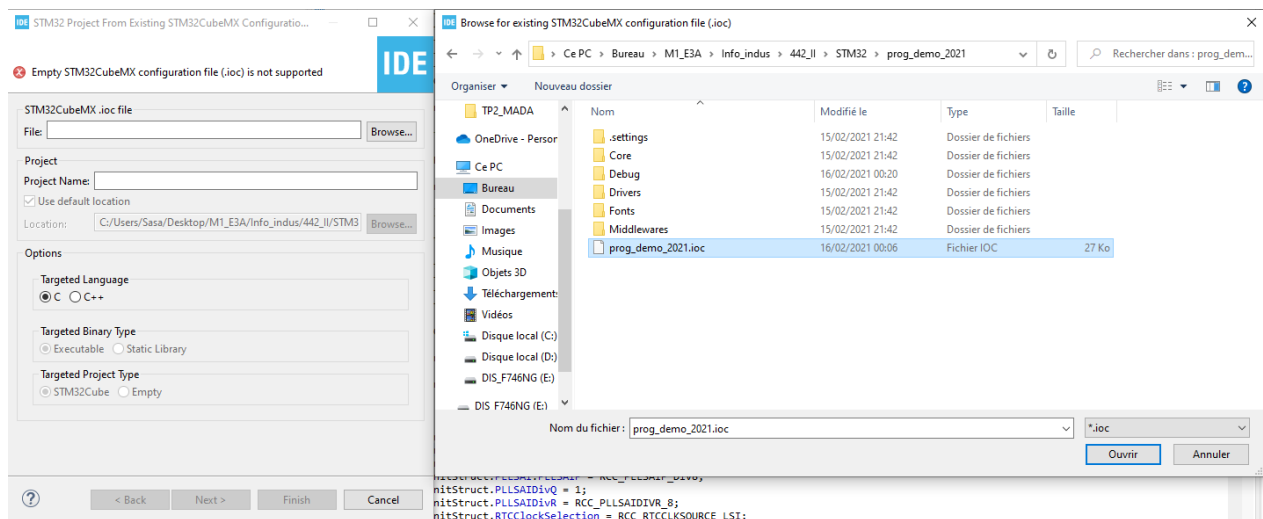 IDE STM32 Project From Existing STM32CubeMX Configuratio...
Empty STM32CubeMX configuration file (.ioc) is not supported
IDE
STM32CubeMX .ioc file
File:
Browse...
Project
Project Name:
Use default location
Location:
C:/Users/Sasa/Desktop/M1_E3A/Info_indus/442_II/STM3
Browse...
Options
Targeted Language
C C++
Targeted Binary Type
Executable Static Library
Targeted Project Type
STM32Cube Empty
?
< Back
Next >
Finish
Cancel
IDE Browse for existing STM32CubeMX configuration file (.ioc)
Ce PC > Bureau > M1_E3A > Info_indus > 442_II > STM32 > prog_demo_2021
Rechercher dans : prog_dem...
Organiser Nouveau dossier
?
TP2_MADA
OneDrive - Person
Ce PC
Bureau
Documents
Images
Musique
Objets 3D
Téléchargements
Vidéos
Disque local (C:)
Disque local (D:)
DIS_F746NG (E:)
DIS_F746NG (E:)
Nom Modifié le Type Taille
.settings 15/02/2021 21:42 Dossier de fichiers
Core 15/02/2021 21:42 Dossier de fichiers
Debug 16/02/2021 00:20 Dossier de fichiers
Drivers 15/02/2021 21:42 Dossier de fichiers
Fonts 15/02/2021 21:42 Dossier de fichiers
Middlewares 15/02/2021 21:42 Dossier de fichiers
prog_demo_2021.ioc 16/02/2021 00:06 Fichier IOC 27 Ko
Nom du fichier : prog_demo_2021.ioc
*.ioc
Ouvrir
Annuler
nitStruct.PLLSAI.PLLSAIP = RCC_PLLSAIP_DIV8;
nitStruct.PLLSAIDivQ = 1;
nitStruct.PLLSAIDivR = RCC_PLLSAIDIVR_8;
nitStruct.RTCClockSelection = RCC_RTCCLKSOURCE_LSI;